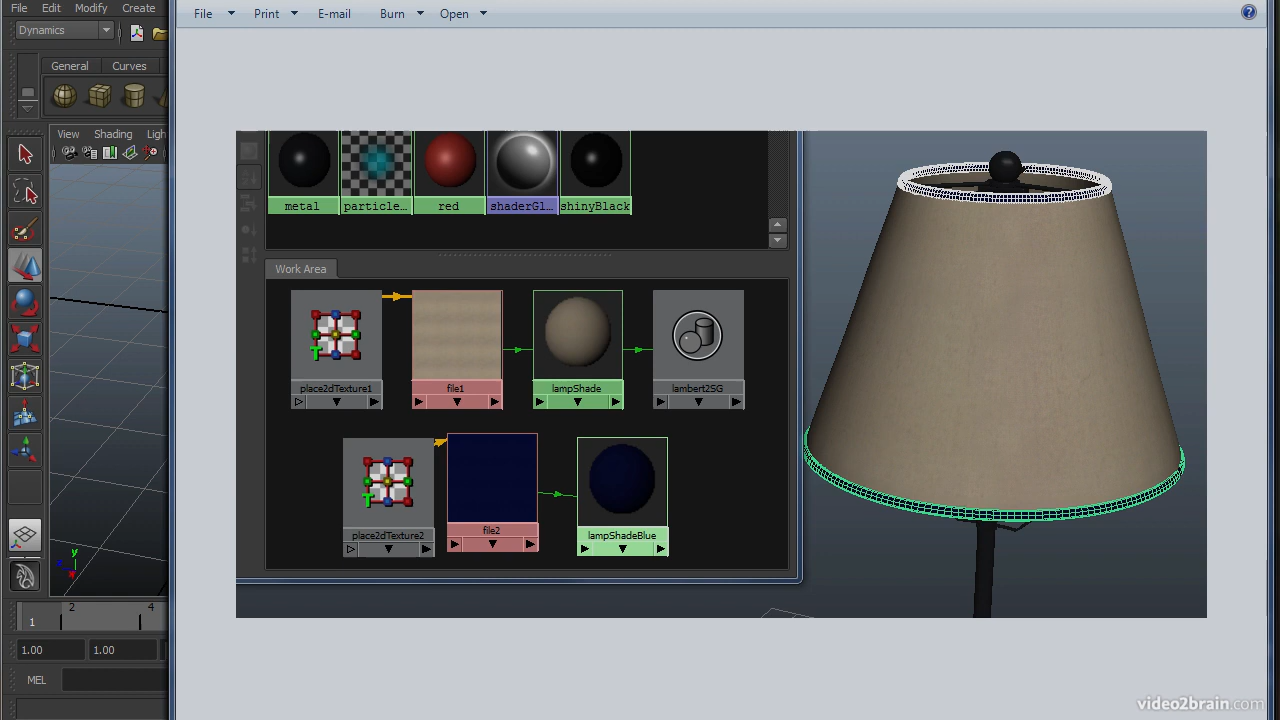 File Edit Modify Create
File Print E-mail Burn Open
Dynamics
General Curves
View Shading Ligh
metal particle... red shaderGl... shinyBlack
Work Area
place2dTexture1 file1 lampShade lambert2SG
T
place2dTexture2 file2 lampShadeBlue
T
y
x
1 2 4
1.00 1.00
MEL
video2brain.com